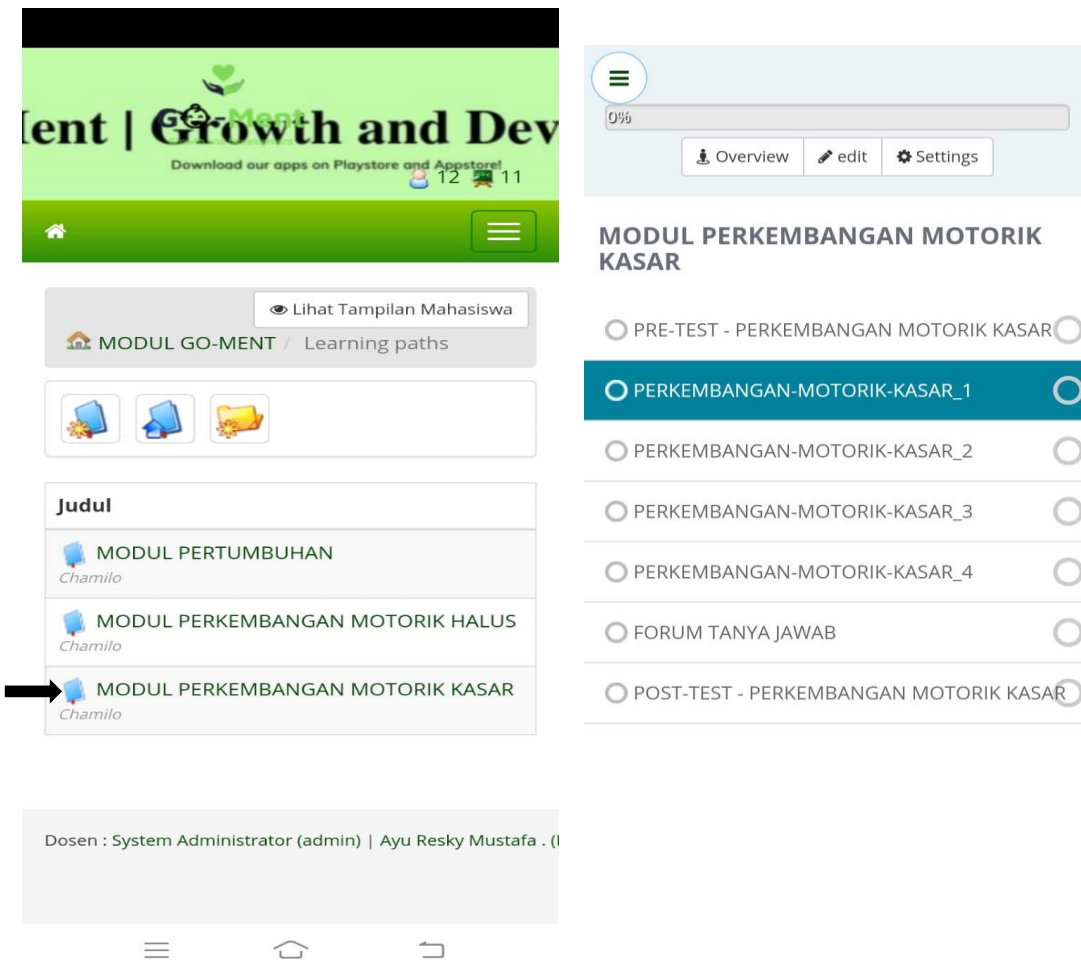 ent | Growth and Dev
Download our apps on Playstore and Appstore!
12 11
Lihat Tampilan Mahasiswa
MODUL GO-MENT / Learning paths
Judul
MODUL PERTUMBUHAN
Chamilo
MODUL PERKEMBANGAN MOTORIK HALUS
Chamilo
MODUL PERKEMBANGAN MOTORIK KASAR
Chamilo
Dosen : System Administrator (admin) | Ayu Resky Mustafa . (
0%
Overview edit Settings
MODUL PERKEMBANGAN MOTORIK
KASAR
PRE-TEST - PERKEMBANGAN MOTORIK KASAR
PERKEMBANGAN-MOTORIK-KASAR_1
PERKEMBANGAN-MOTORIK-KASAR_2
PERKEMBANGAN-MOTORIK-KASAR_3
PERKEMBANGAN-MOTORIK-KASAR_4
FORUM TANYA JAWAB
POST-TEST - PERKEMBANGAN MOTORIK KASAR